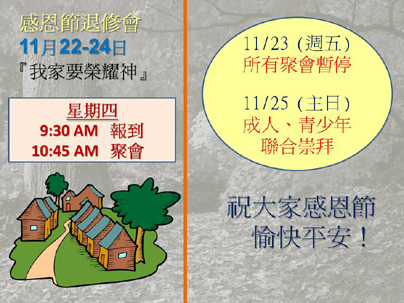 感恩節退修會
11月22-24日
『我家要榮耀神』
星期四
9:30 AM 報到
10:45 AM 聚會
11/23 (週五)
所有聚會暫停
11/25 (主日)
成人、青少年
聯合崇拜
祝大家感恩節
愉快平安！